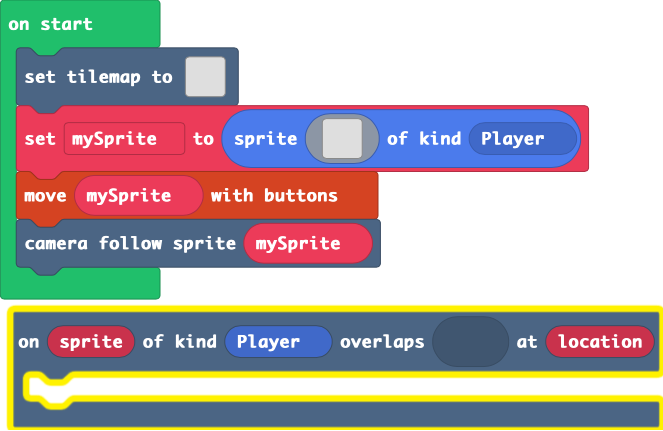 on start
set tilemap to
set mySprite to sprite of kind Player
move mySprite with buttons
camera follow sprite mySprite
on sprite of kind Player overlaps at location